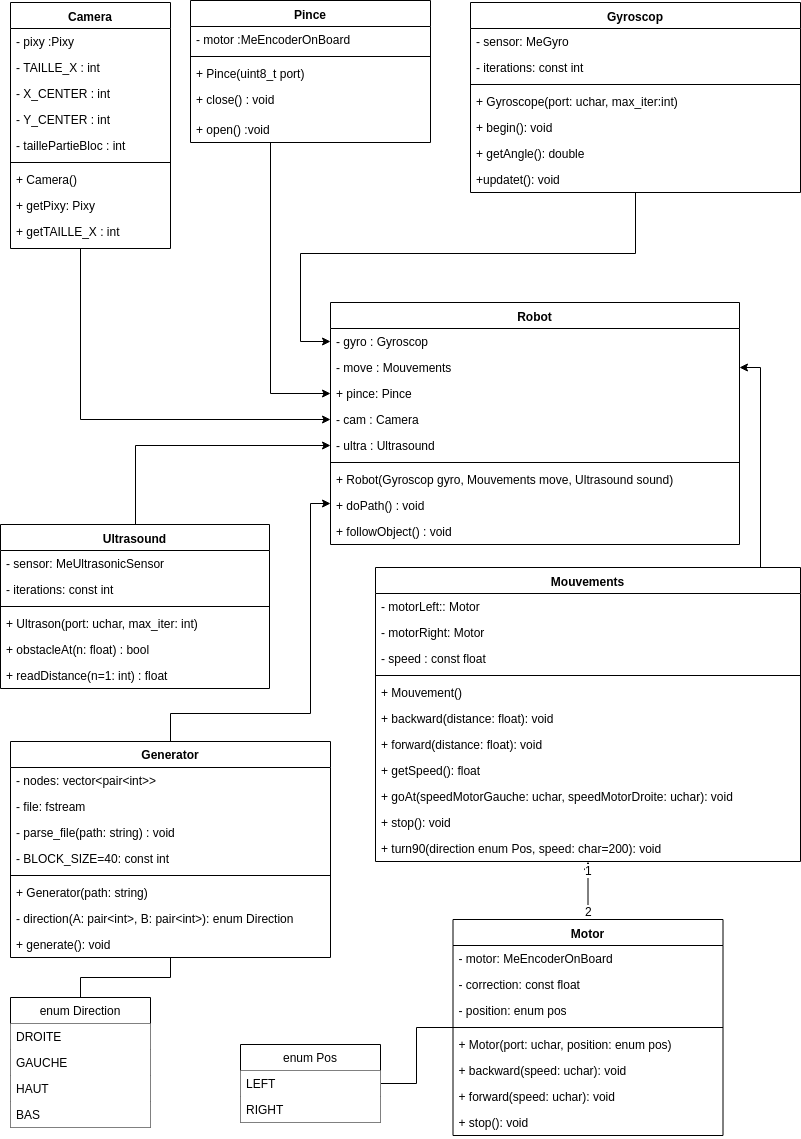 Camera
- pixy :Pixy
- TAILLE_X : int
- X_CENTER : int
- Y_CENTER : int
- taillePartieBloc : int
+ Camera()
+ getPixy: Pixy
+ getTAILLE_X : int
Pince
- motor :MeEncoderOnBoard
+ Pince(uint8_t port)
+ close() : void
+ open() :void
Gyroscop
- sensor: MeGyro
- iterations: const int
+ Gyroscope(port: uchar, max_iter:int)
+ begin(): void
+ getAngle(): double
+updatet(): void
Robot
- gyro : Gyroscop
- move : Mouvements
+ pince: Pince
- cam : Camera
- ultra : Ultrasound
+ Robot(Gyroscop gyro, Mouvements move, Ultrasound sound)
+ doPath() : void
+ followObject() : void
Ultrasound
- sensor: MeUltrasonicSensor
- iterations: const int
+ Ultrason(port: uchar, max_iter: int)
+ obstacleAt(n: float) : bool
+ readDistance(n=1: int) : float
Mouvements
- motorLeft:: Motor
- motorRight: Motor
- speed : const float
+ Mouvement()
+ backward(distance: float): void
+ forward(distance: float): void
+ getSpeed(): float
+ goAt(speedMotorGauche: uchar, speedMotorDroite: uchar): void
+ stop(): void
+ turn90(direction enum Pos, speed: char=200): void
1
2
Generator
- nodes: vector<pair<int>>
- file: fstream
- parse_file(path: string) : void
- BLOCK_SIZE=40: const int
+ Generator(path: string)
- direction(A: pair<int>, B: pair<int>): enum Direction
+ generate(): void
Motor
- motor: MeEncoderOnBoard
- correction: const float
- position: enum pos
+ Motor(port: uchar, position: enum pos)
+ backward(speed: uchar): void
+ forward(speed: uchar): void
+ stop(): void
enum Direction
DROITE
GAUCHE
HAUT
BAS
enum Pos
LEFT
RIGHT